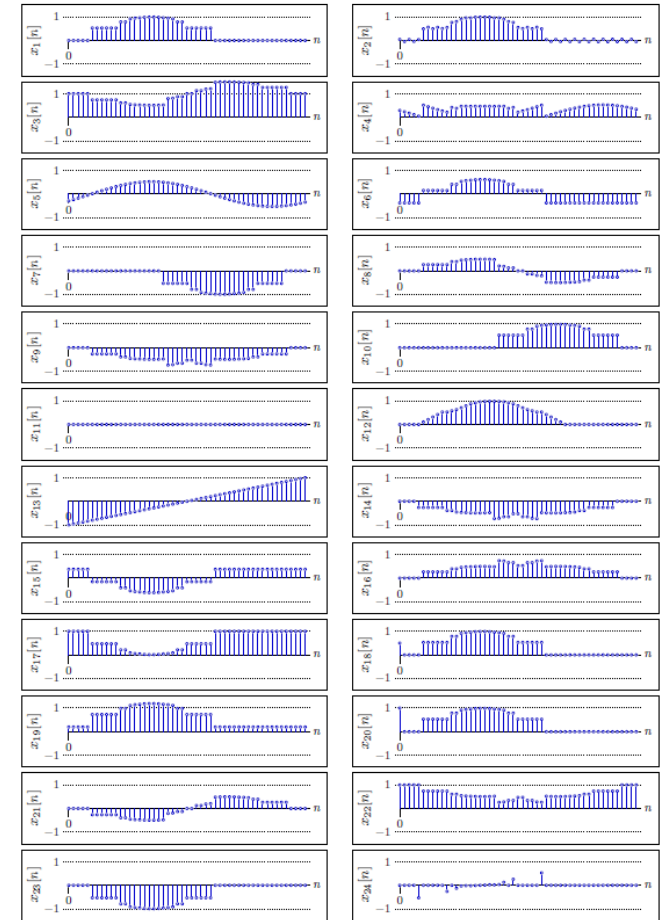 x₁[n] 1 −1 0 n
x₂[n] 1 −1 0 n
x₃[n] 1 −1 0 n
x₄[n] 1 −1 0 n
x₅[n] 1 −1 0 n
x₆[n] 1 −1 0 n
x₇[n] 1 −1 0 n
x₈[n] 1 −1 0 n
x₉[n] 1 −1 0 n
x₁₀[n] 1 −1 0 n
x₁₁[n] 1 −1 0 n
x₁₂[n] 1 −1 0 n
x₁₃[n] 1 −1 0 n
x₁₄[n] 1 −1 0 n
x₁₅[n] 1 −1 0 n
x₁₆[n] 1 −1 0 n
x₁₇[n] 1 −1 0 n
x₁₈[n] 1 −1 0 n
x₁₉[n] 1 −1 0 n
x₂₀[n] 1 −1 0 n
x₂₁[n] 1 −1 0 n
x₂₂[n] 1 −1 0 n
x₂₃[n] 1 −1 0 n
x₂₄[n] 1 −1 0 n